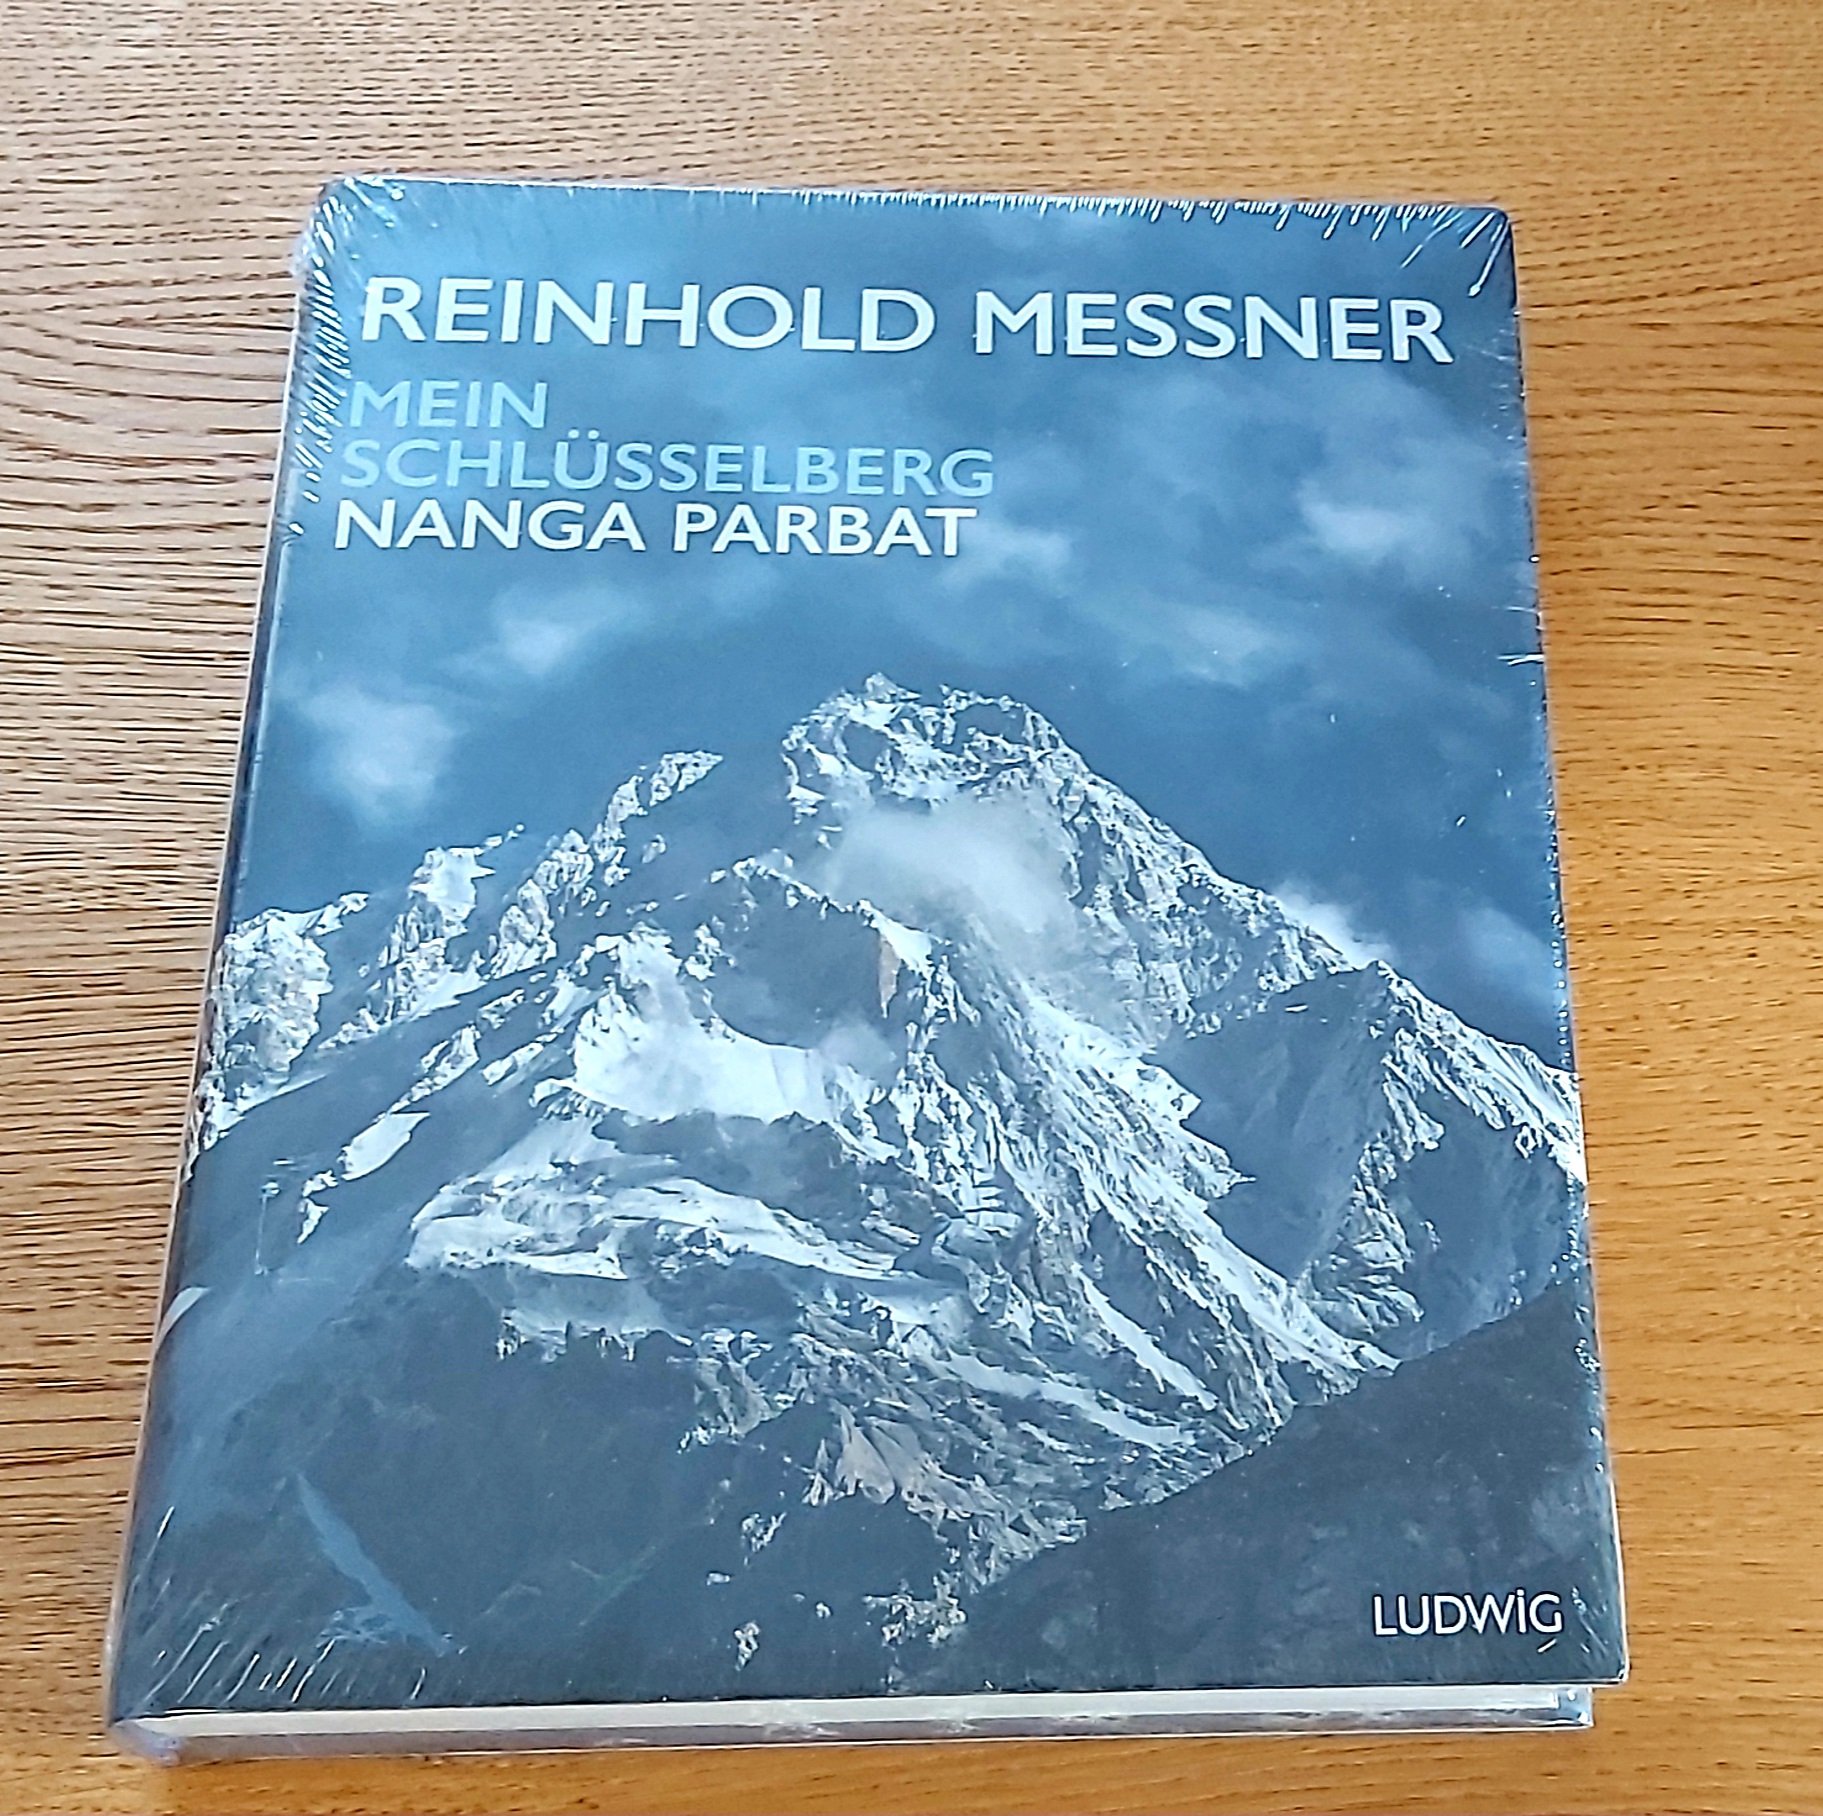 REINHOLD MESSNER
MEIN
SCHLÜSSELBERG
NANGA PARBAT
LUDWiG